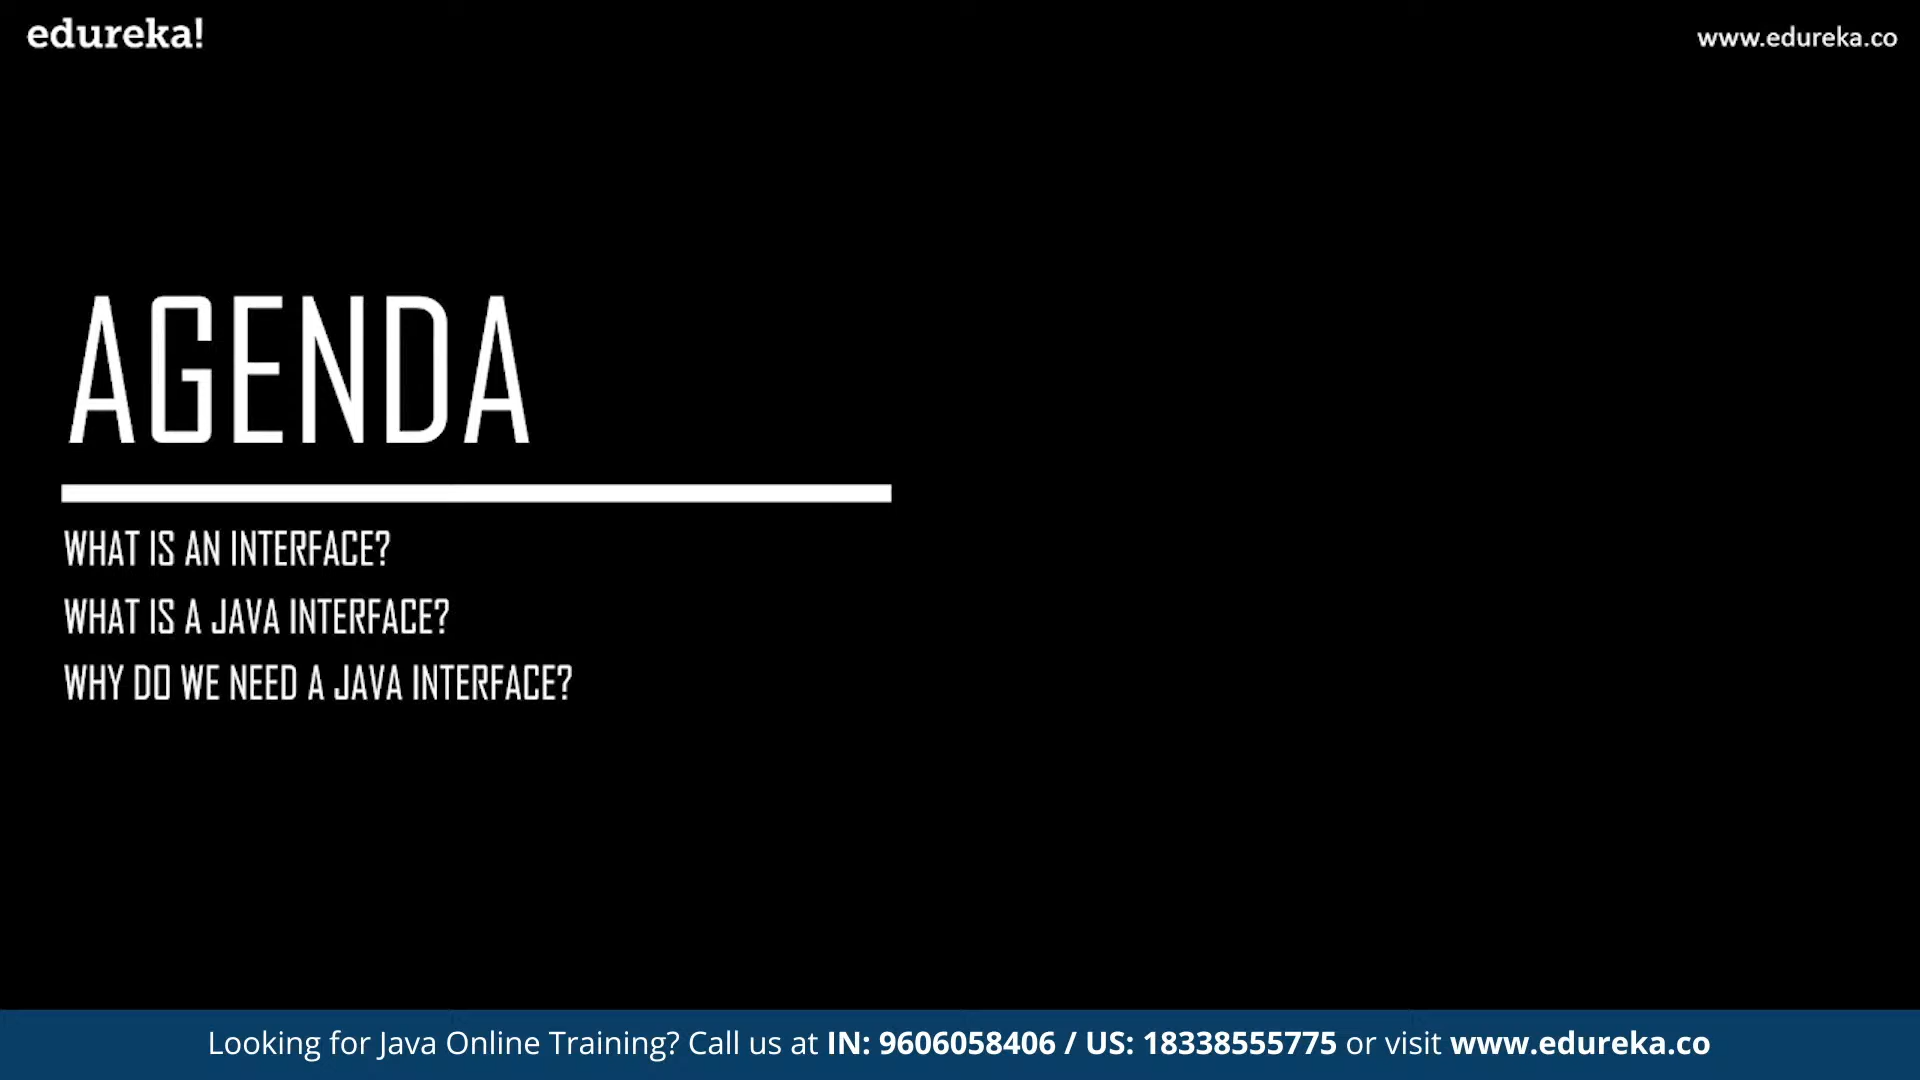 edureka!
www.edureka.co
AGENDA
WHAT IS AN INTERFACE?
WHAT IS A JAVA INTERFACE?
WHY DO WE NEED A JAVA INTERFACE?
Looking for Java Online Training? Call us at IN: 9606058406 / US: 18338555775 or visit www.edureka.co